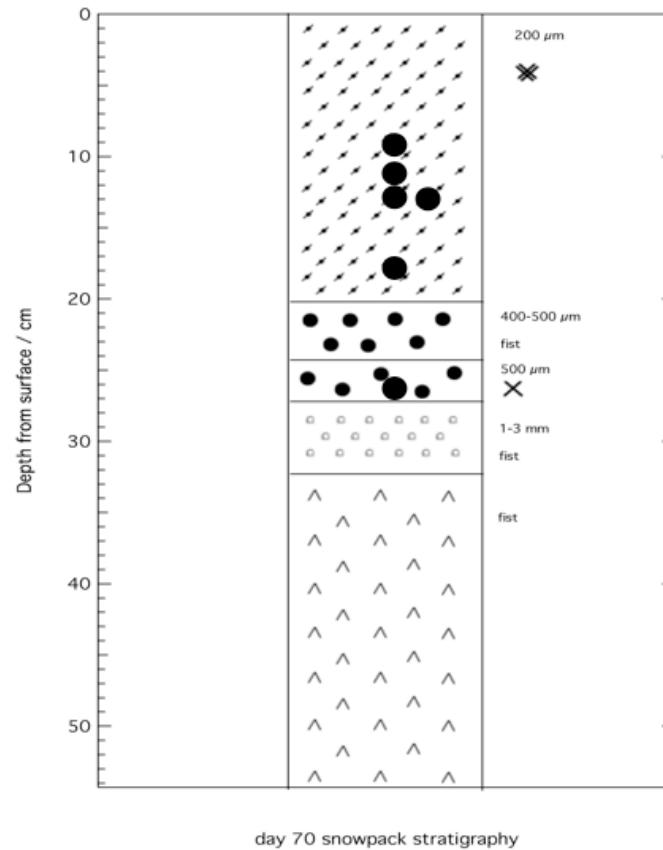 0
200 µm
10
20
400-500 µm
fist
500 µm
1-3 mm
30
fist
fist
40
50
Depth from surface / cm
day 70 snowpack stratigraphy